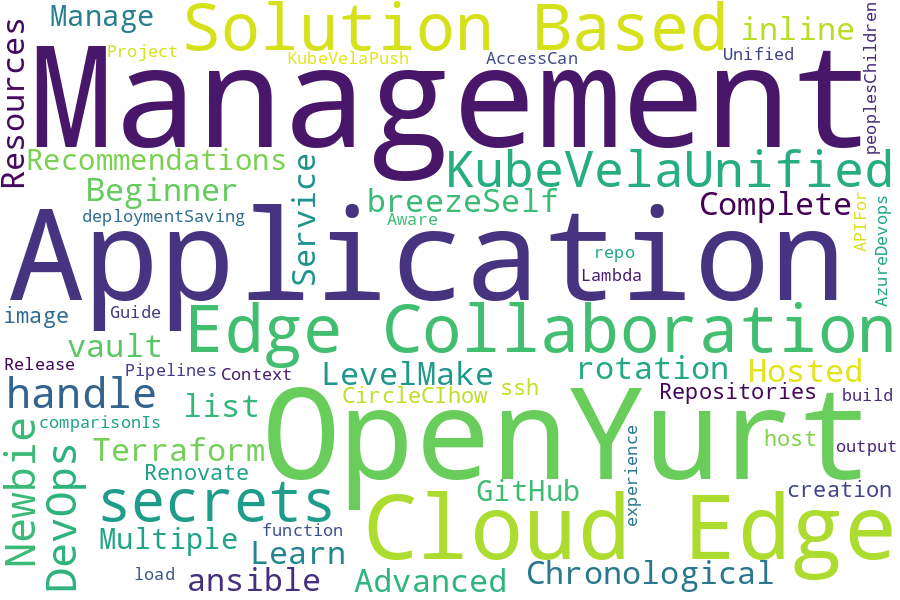 Manage
Solution Based
inline
peoplesChildren
Resources
Project
KubeVelaPush
AccessCan
Unified
Management
Recommendations
KubeVelaUnified
Beginner
Service
breezeSelf
Complete
deploymentSaving
Aware
APIFor
AzureDevops
Application
repo
Lambda
image
Guide
Edge Collaboration
vault
Release
Pipelines
Context
LevelMake
rotation
Hosted
handle
list
CircleCIhow
ssh
Repositories
build
comparisonIs
OpenYurt
Newbie
DevOps
Terraform
host
output
experience
Renovate
secrets
GitHub
creation
Cloud Edge
Multiple
function
Learn
load
ansible
Advanced
Chronological